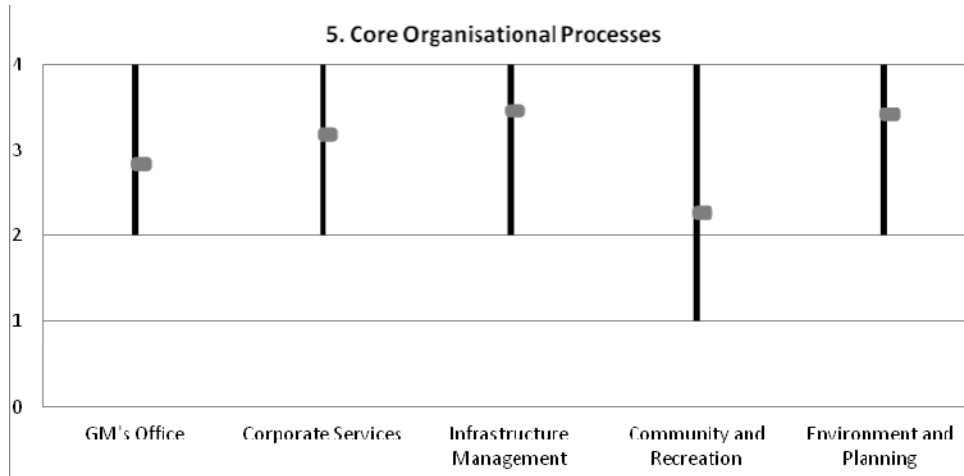 5. Core Organisational Processes
4
3
2
1
0
GM's Office
Corporate Services
Infrastructure
Management
Community and
Recreation
Environment and
Planning